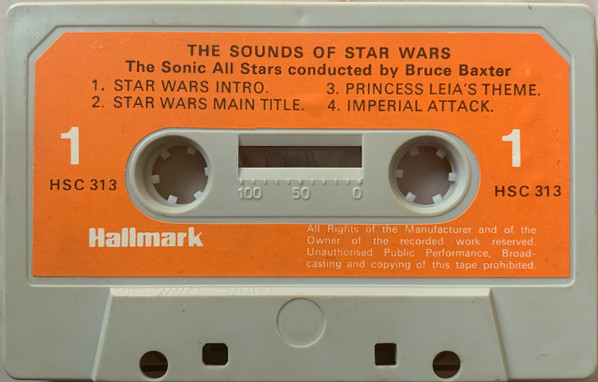 THE SOUNDS OF STAR WARS
The Sonic All Stars conducted by Bruce Baxter
1. STAR WARS INTRO. 3. PRINCESS LEIA'S THEME.
2. STAR WARS MAIN TITLE. 4. IMPERIAL ATTACK.
1 1
HSC 313 HSC 313
100 50 0
Hallmark
All Rights of the Manufacturer and of the
Owner of the recorded work reserved.
Unauthorised Public Performance, Broad-
casting and copying of this tape prohibited.